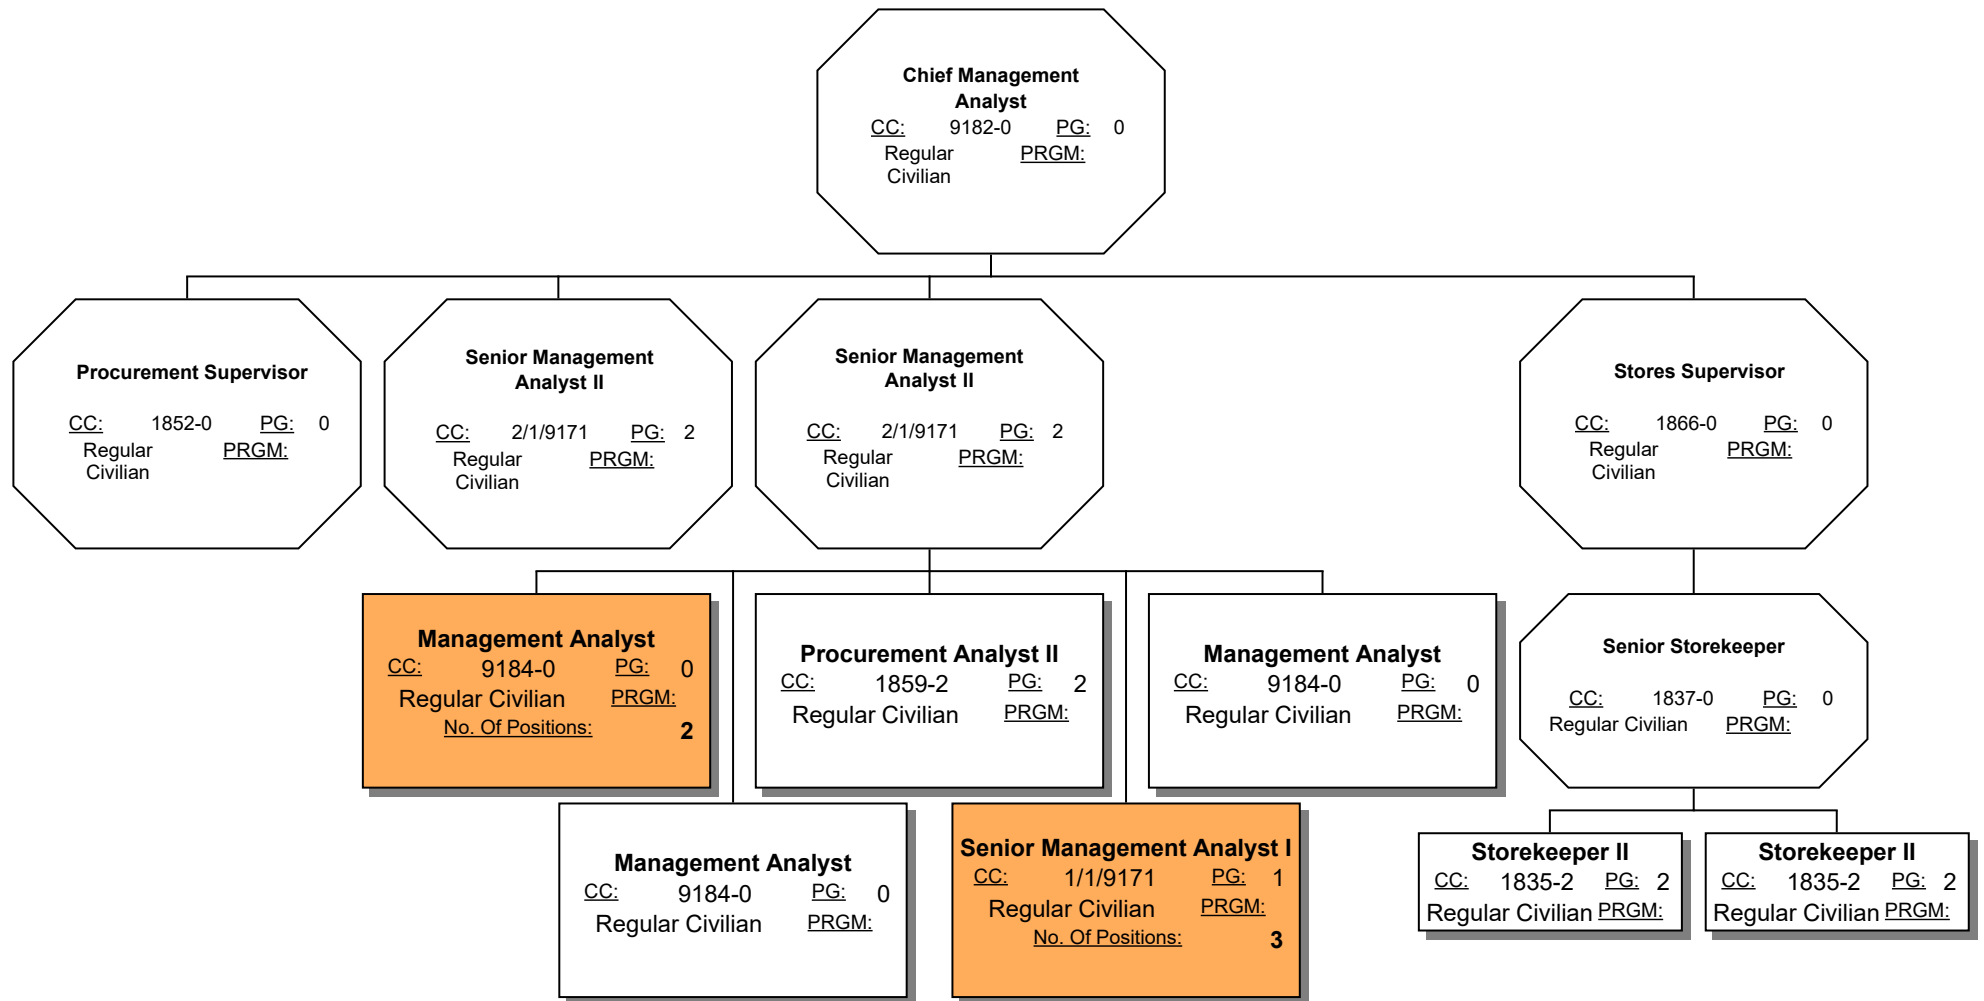 Chief Management
Analyst
CC: 9182-0 PG: 0
Regular PRGM:
Civilian
Procurement Supervisor
CC: 1852-0 PG: 0
Regular PRGM:
Civilian
Senior Management
Analyst II
CC: 2/1/9171 PG: 2
Regular PRGM:
Civilian
Senior Management
Analyst II
CC: 2/1/9171 PG: 2
Regular PRGM:
Civilian
Stores Supervisor
CC: 1866-0 PG: 0
Regular PRGM:
Civilian
Management Analyst
CC: 9184-0 PG: 0
Regular Civilian PRGM:
No. Of Positions: 2
Procurement Analyst II
CC: 1859-2 PG: 2
Regular Civilian PRGM:
Management Analyst
CC: 9184-0 PG: 0
Regular Civilian PRGM:
Senior Storekeeper
CC: 1837-0 PG: 0
Regular Civilian PRGM:
Management Analyst
CC: 9184-0 PG: 0
Regular Civilian PRGM:
Senior Management Analyst I
CC: 1/1/9171 PG: 1
Regular Civilian PRGM:
No. Of Positions: 3
Storekeeper II
CC: 1835-2 PG: 2
Regular Civilian PRGM:
Storekeeper II
CC: 1835-2 PG: 2
Regular Civilian PRGM: